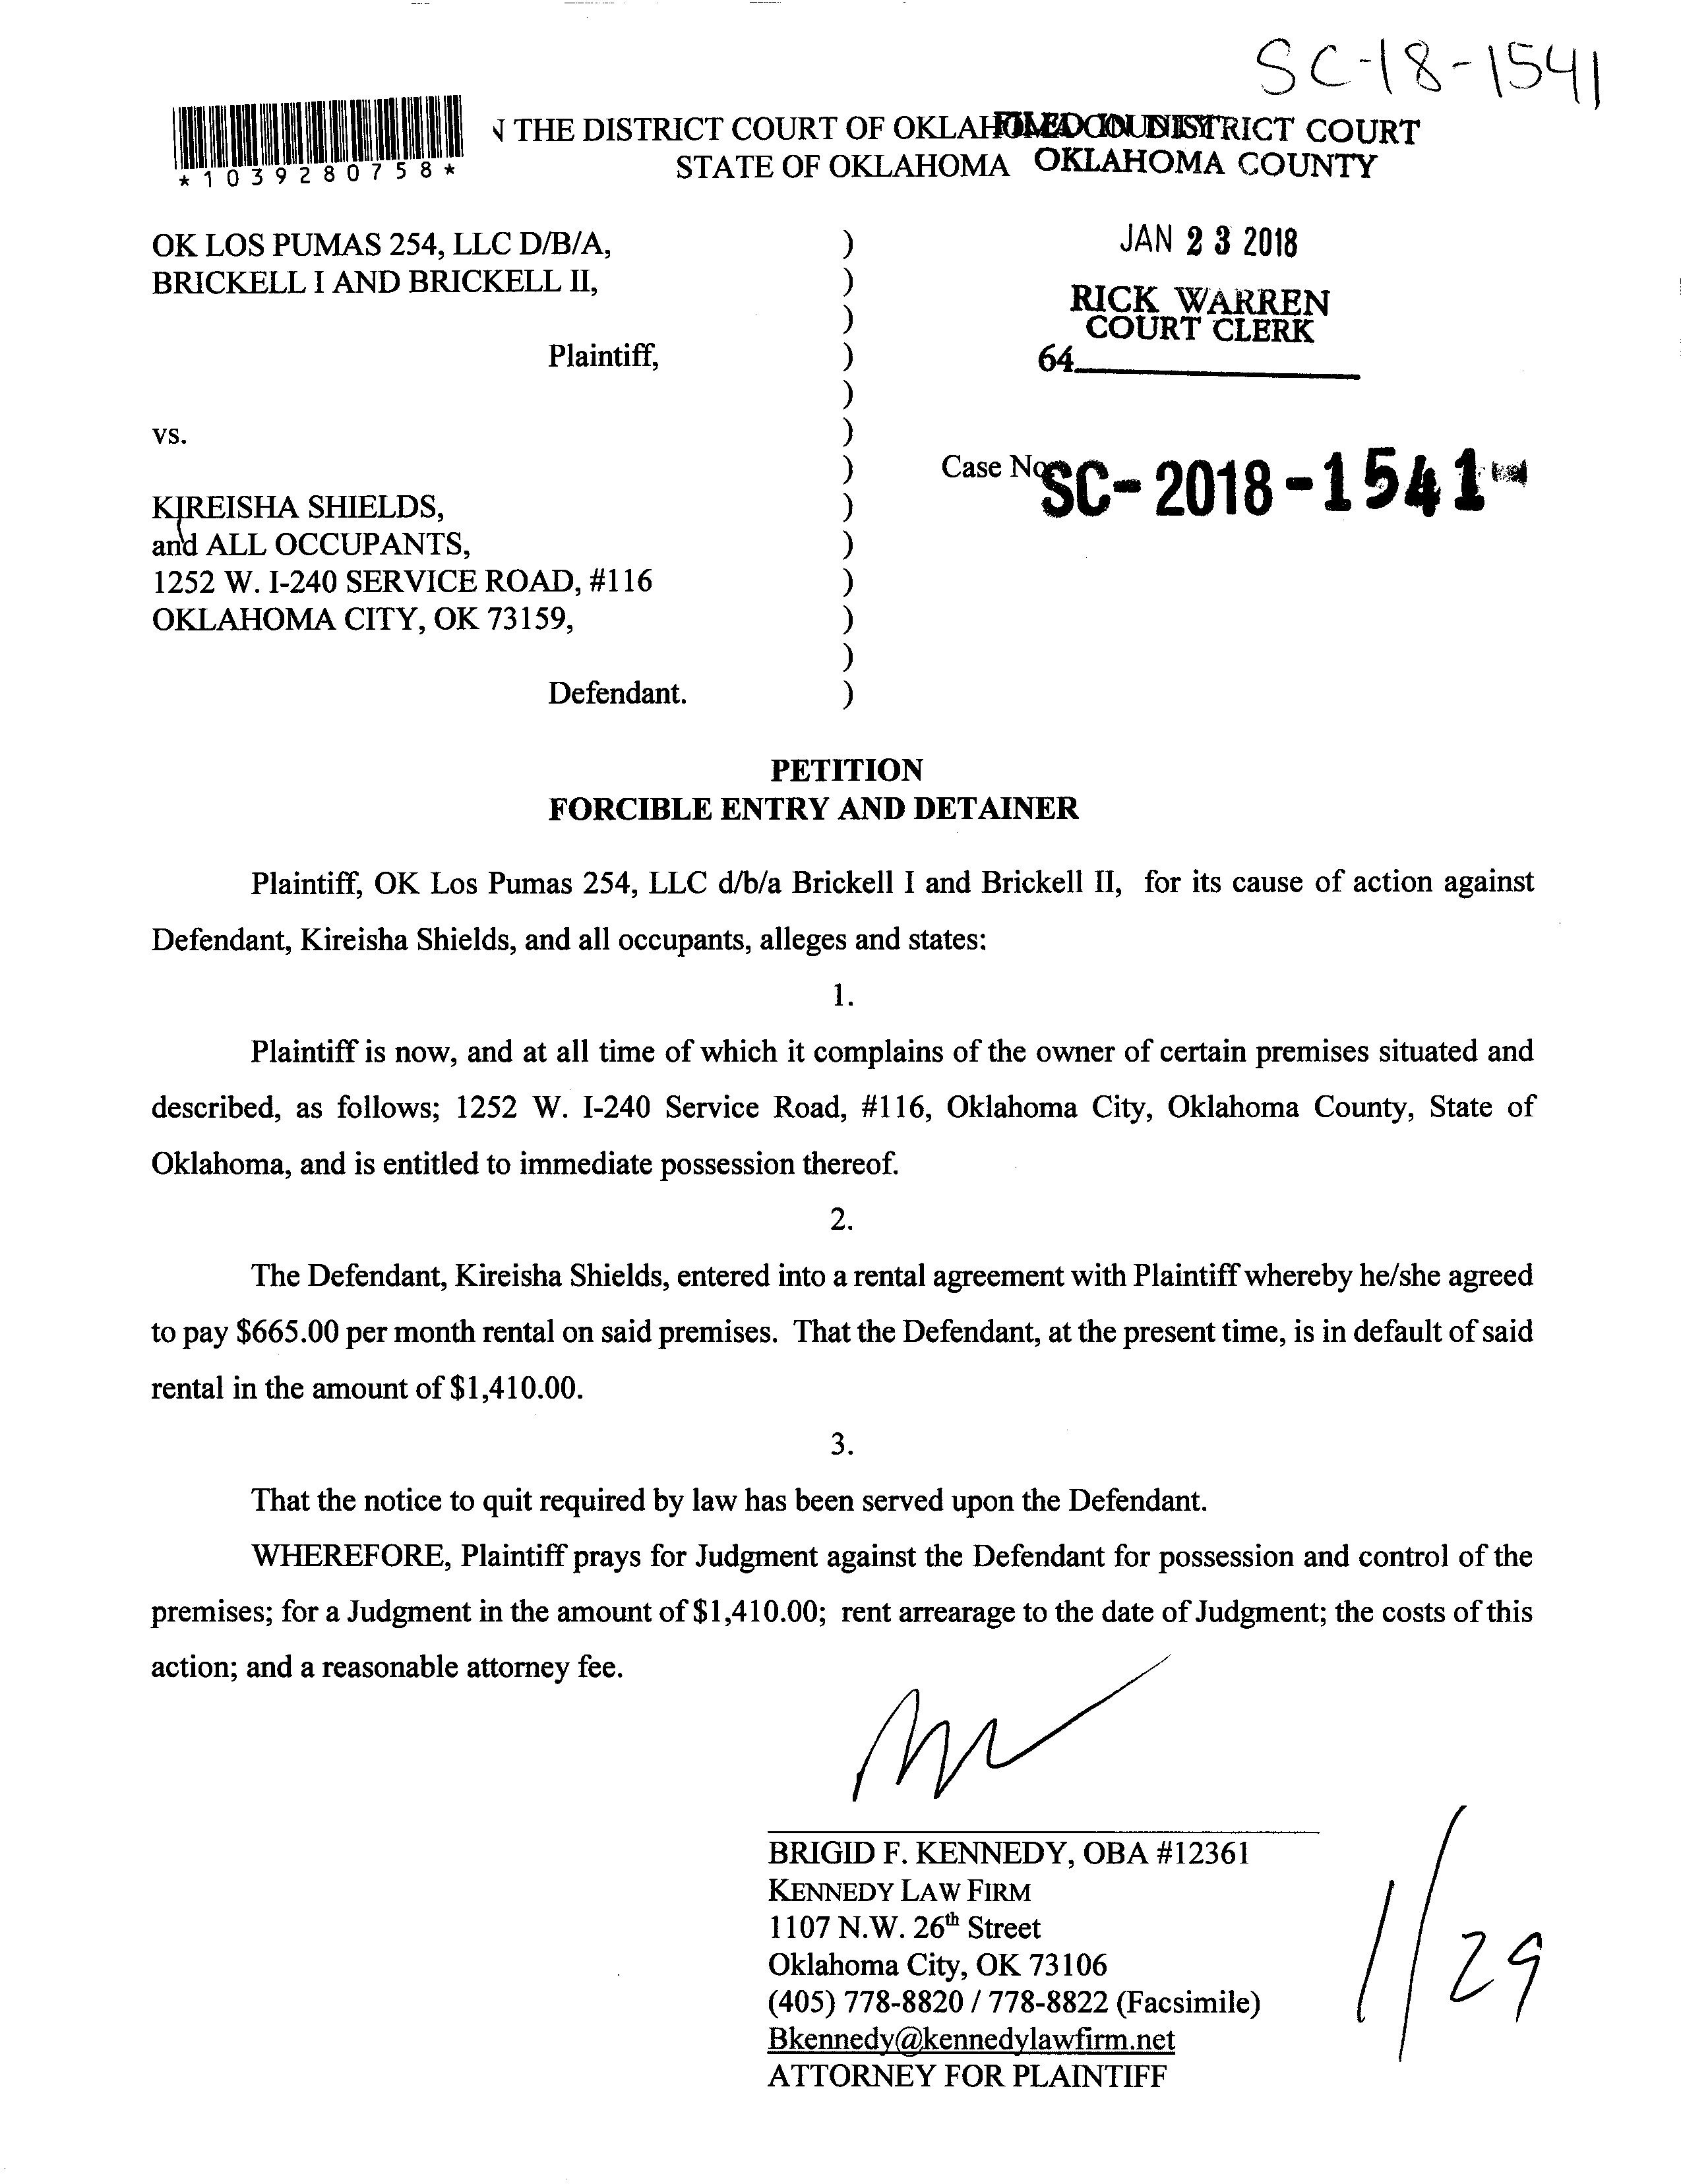 SC-18-1541
*1039280758*
THE DISTRICT COURT OF OKLAHOMA COUNTY
STATE OF OKLAHOMA
FILED IN DISTRICT COURT
OKLAHOMA COUNTY
JAN 23 2018
RICK WARREN
COURT CLERK
64
OK LOS PUMAS 254, LLC D/B/A, )
BRICKELL I AND BRICKELL II, )
)
Plaintiff, )
)
vs. )
) Case No. SC-2018-1541
KIREISHA SHIELDS, )
and ALL OCCUPANTS, )
1252 W. I-240 SERVICE ROAD, #116 )
OKLAHOMA CITY, OK 73159, )
)
Defendant. )
PETITION
FORCIBLE ENTRY AND DETAINER
Plaintiff, OK Los Pumas 254, LLC d/b/a Brickell I and Brickell II, for its cause of action against
Defendant, Kireisha Shields, and all occupants, alleges and states:
1.
Plaintiff is now, and at all time of which it complains of the owner of certain premises situated and
described, as follows; 1252 W. I-240 Service Road, #116, Oklahoma City, Oklahoma County, State of
Oklahoma, and is entitled to immediate possession thereof.
2.
The Defendant, Kireisha Shields, entered into a rental agreement with Plaintiff whereby he/she agreed
to pay $665.00 per month rental on said premises. That the Defendant, at the present time, is in default of said
rental in the amount of $1,410.00.
3.
That the notice to quit required by law has been served upon the Defendant.
WHEREFORE, Plaintiff prays for Judgment against the Defendant for possession and control of the
premises; for a Judgment in the amount of $1,410.00; rent arrearage to the date of Judgment; the costs of this
action; and a reasonable attorney fee.
BRIGID F. KENNEDY, OBA #12361
KENNEDY LAW FIRM
1107 N.W. 26th Street
Oklahoma City, OK 73106
(405) 778-8820 / 778-8822 (Facsimile)
Bkennedy@kennedylawfirm.net
ATTORNEY FOR PLAINTIFF
1/29